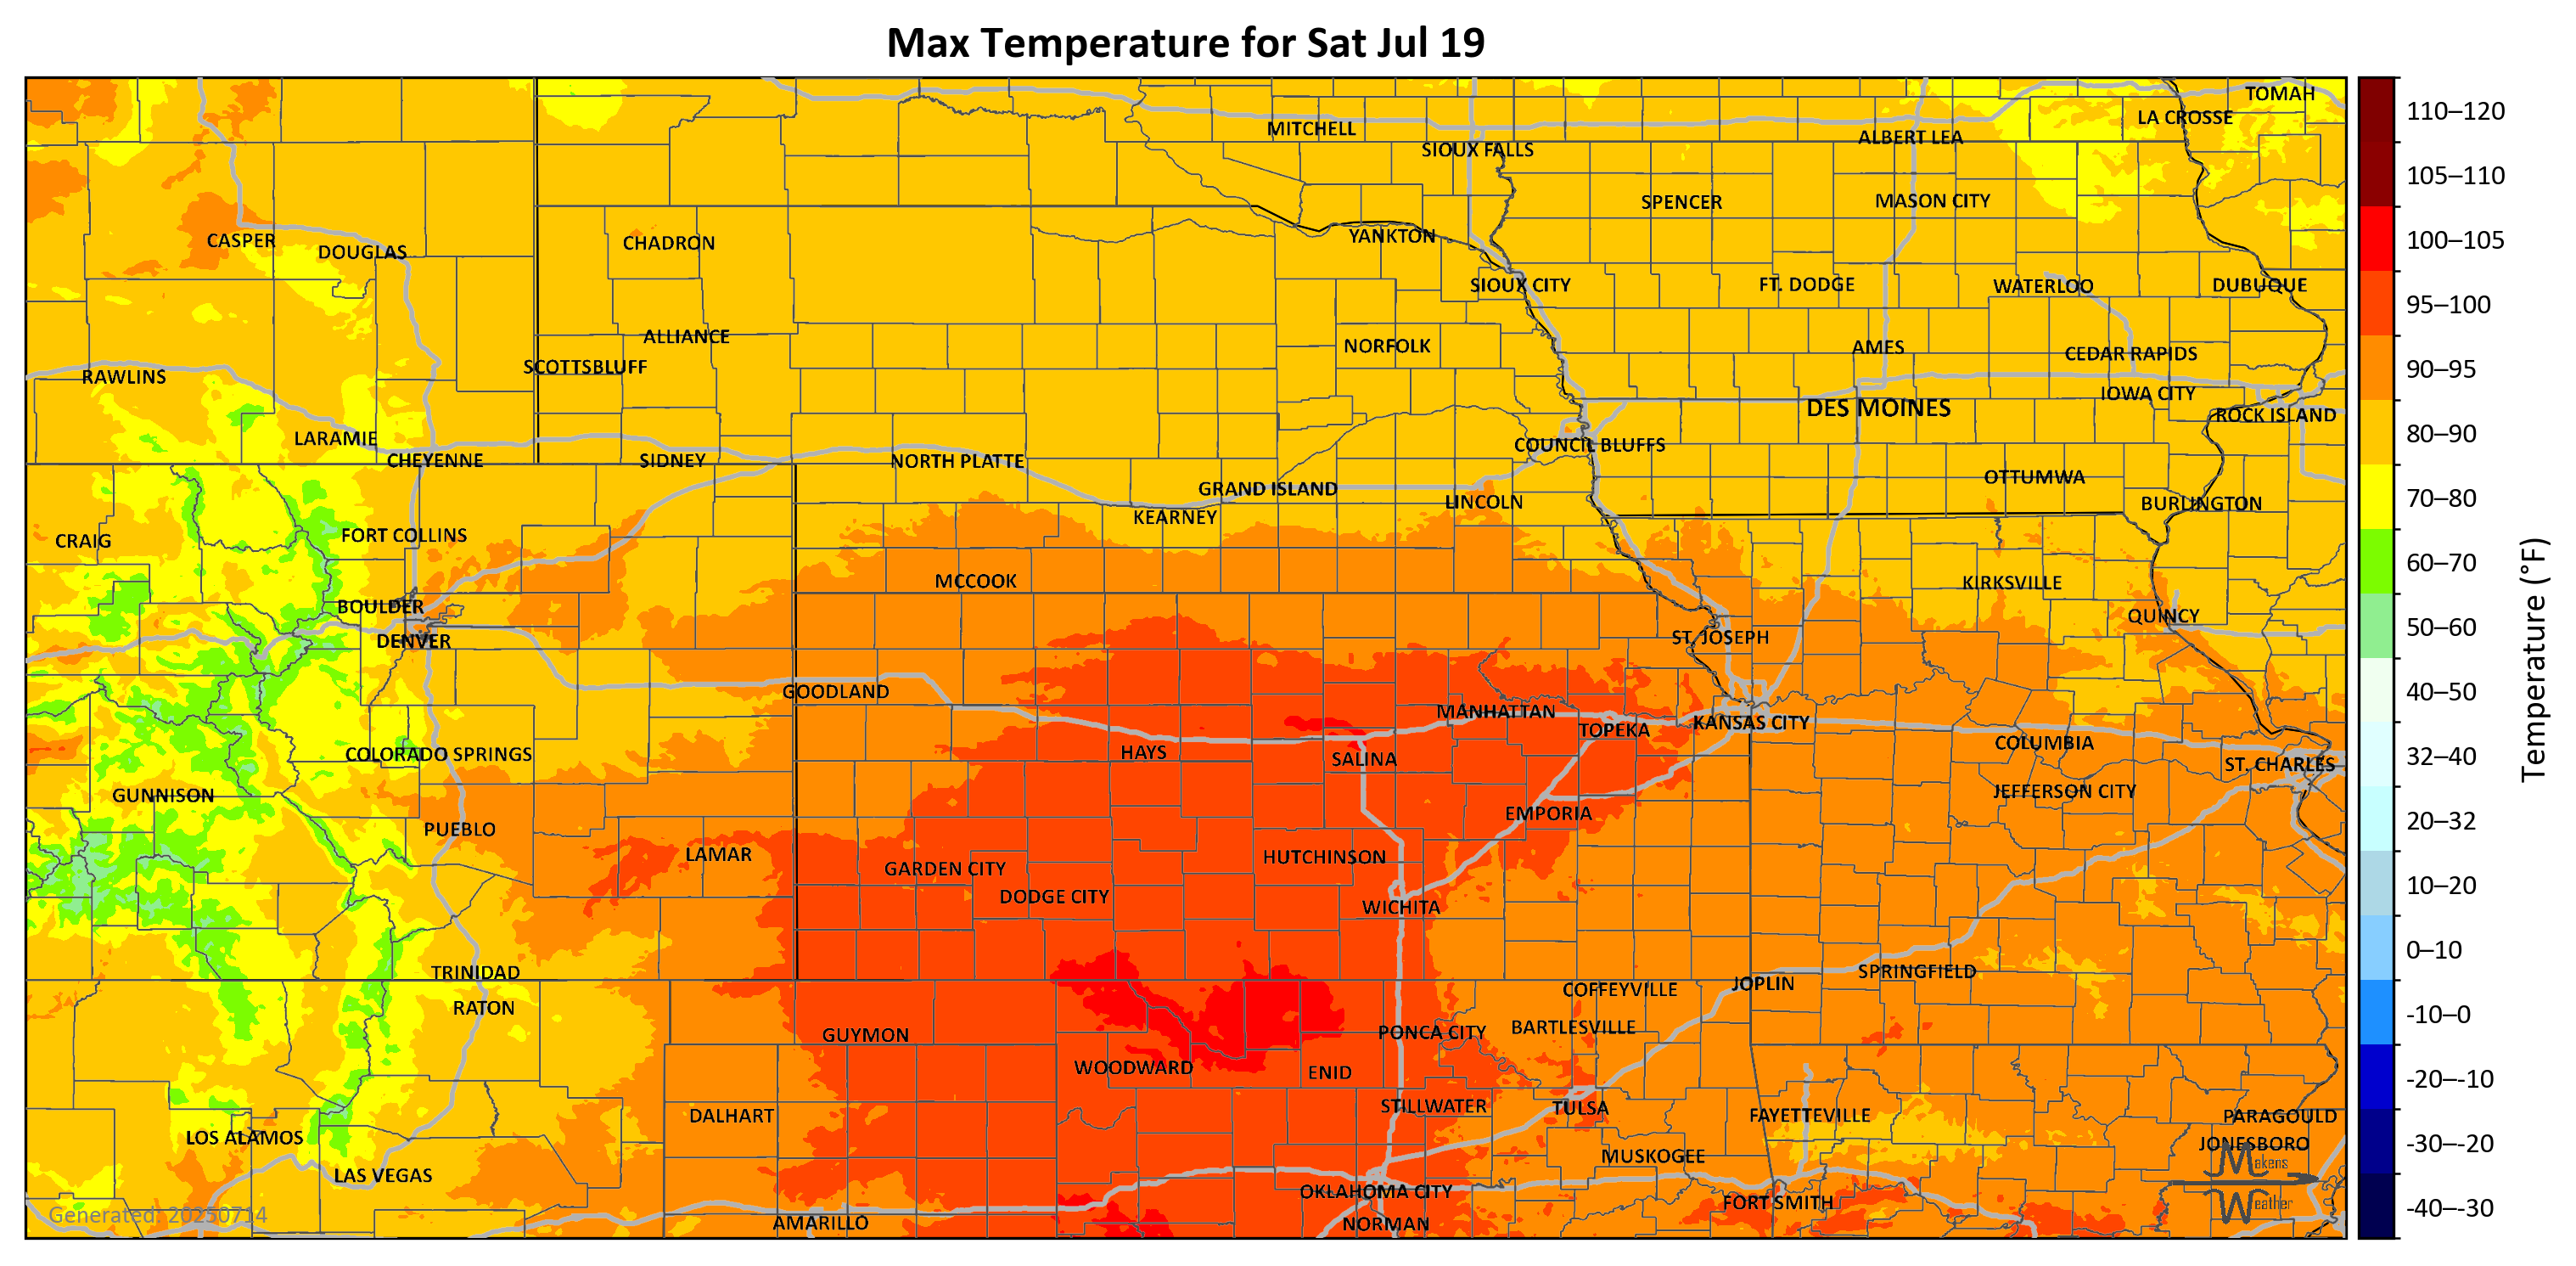 Max Temperature for Sat Jul 19
TOMAH
LA CROSSE
MITCHELL
ALBERT LEA
SIOUX FALLS
SPENCER
MASON CITY
CASPER
DOUGLAS
CHADRON
YANKTON
SIOUX CITY
FT. DODGE
WATERLOO
DUBUQUE
ALLIANCE
NORFOLK
AMES
CEDAR RAPIDS
SCOTTSBLUFF
RAWLINS
IOWA CITY
DES MOINES
ROCK ISLAND
LARAMIE
COUNCIL BLUFFS
CHEYENNE
SIDNEY
NORTH PLATTE
OTTUMWA
GRAND ISLAND
LINCOLN
BURLINGTON
KEARNEY
CRAIG
FORT COLLINS
MCCOOK
KIRKSVILLE
BOULDER
QUINCY
DENVER
ST. JOSEPH
GOODLAND
MANHATTAN
TOPEKA
KANSAS CITY
COLUMBIA
COLORADO SPRINGS
HAYS
SALINA
ST. CHARLES
GUNNISON
JEFFERSON CITY
EMPORIA
PUEBLO
LAMAR
HUTCHINSON
GARDEN CITY
DODGE CITY
WICHITA
TRINIDAD
SPRINGFIELD
JOPLIN
COFFEYVILLE
RATON
GUYMON
PONCA CITY
BARTLESVILLE
WOODWARD
ENID
STILLWATER
TULSA
DALHART
FAYETTEVILLE
PARAGOULD
LOS ALAMOS
JONESBORO
MUSKOGEE
LAS VEGAS
OKLAHOMA CITY
FORT SMITH
AMARILLO
NORMAN
Generated: 20250714
Makens
Weather
110–120
105–110
100–105
95–100
90–95
80–90
70–80
60–70
50–60
40–50
32–40
20–32
10–20
0–10
-10–0
-20–-10
-30–-20
-40–-30
Temperature (°F)